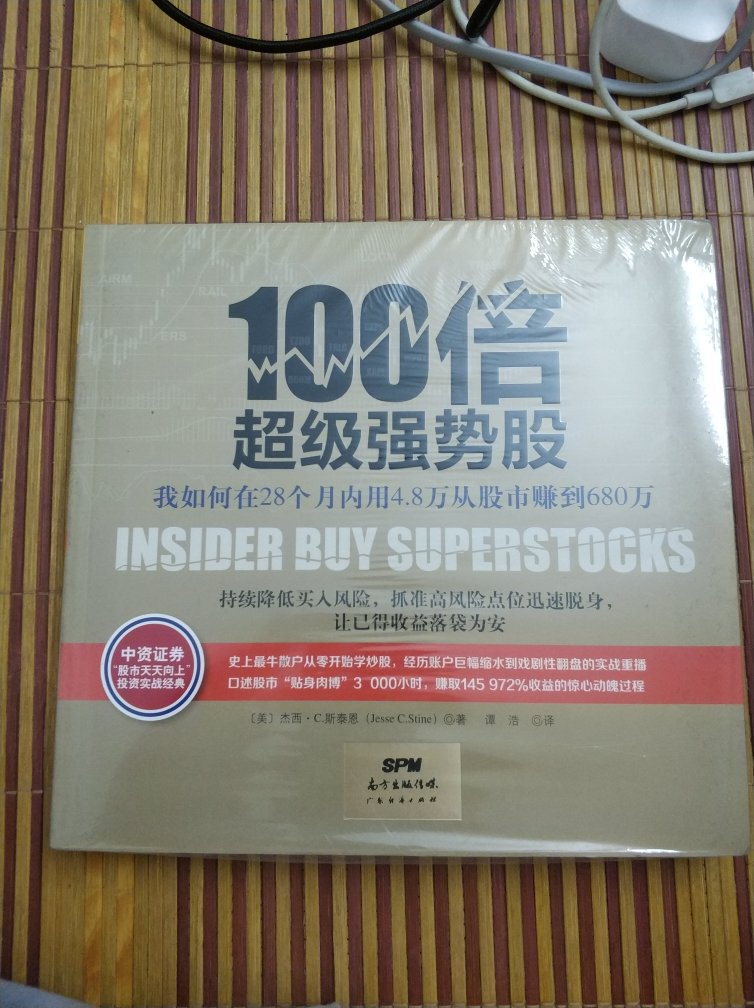 AIRM
RAIL
ERS
100倍
超级强势股
我如何在28个月内用4.8万从股市赚到680万
INSIDER BUY SUPERSTOCKS
持续降低买入风险，抓准高风险点位迅速脱身，
让已得收益落袋为安
中资证券
“股市天天向上”
投资实战经典
史上最牛散户从零开始学炒股，经历账户巨幅缩水到戏剧性翻盘的实战重播
口述股市“贴身肉博”3 000小时，赚取145 972%收益的惊心动魄过程
〔美〕杰西·C.斯泰恩（Jesse C.Stine）◎著 谭 浩 ◎译
SPM
南方出版传媒
广东经济出版社